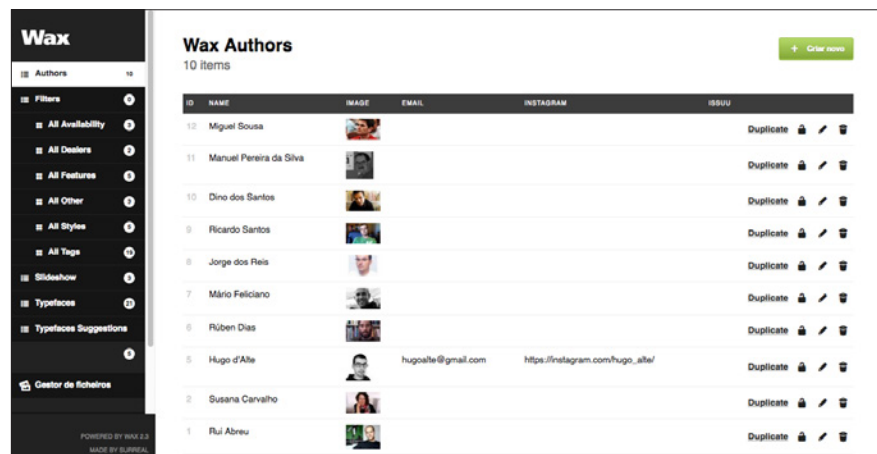 Wax
Authors 10
Filters 0
All Availability 3
All Dealers 2
All Features 5
All Other 3
All Styles 8
All Tags 15
Slideshow 3
Typefaces 21
Typefaces Suggestions
5
Gestor de ficheiros
POWERED BY WAX 2.3
MADE BY SURREAL
Wax Authors
10 items
+ Criar novo
ID NAME IMAGE EMAIL INSTAGRAM ISSUU
12 Miguel Sousa Duplicate
11 Manuel Pereira da Silva Duplicate
10 Dino dos Santos Duplicate
9 Ricardo Santos Duplicate
8 Jorge dos Reis Duplicate
7 Mário Feliciano Duplicate
6 Rúben Dias Duplicate
5 Hugo d'Alte hugoalte@gmail.com https://instagram.com/hugo_alte/ Duplicate
2 Susana Carvalho Duplicate
1 Rui Abreu Duplicate